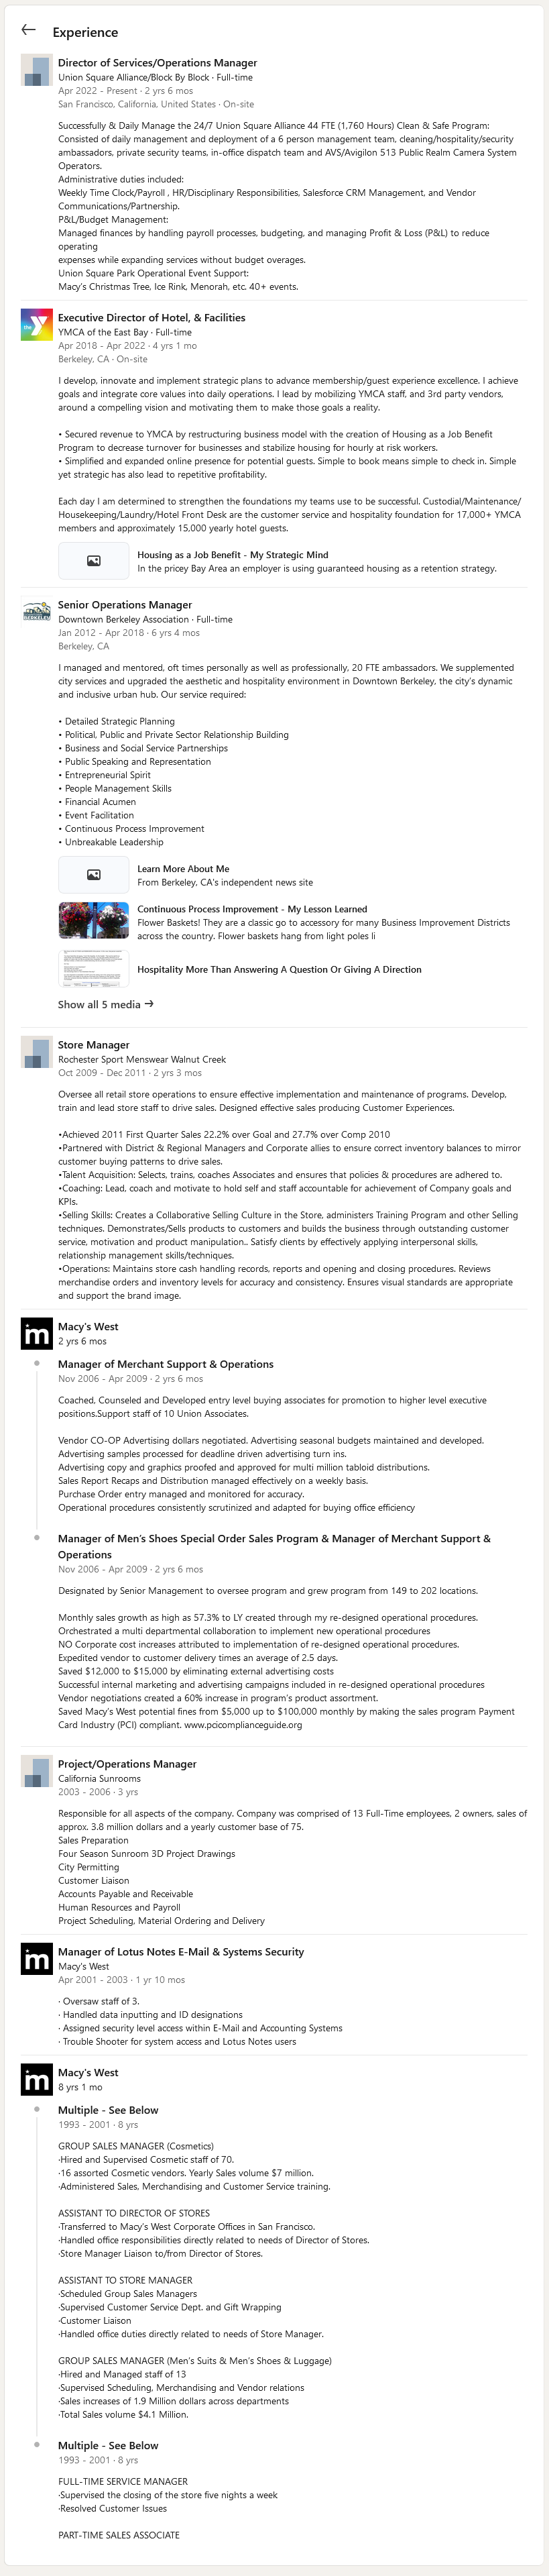 Experience
Director of Services/Operations Manager
Union Square Alliance/Block By Block · Full-time
Apr 2022 - Present · 2 yrs 6 mos
San Francisco, California, United States · On-site
Successfully & Daily Manage the 24/7 Union Square Alliance 44 FTE (1,760 Hours) Clean & Safe Program:
Consisted of daily management and deployment of a 6 person management team, cleaning/hospitality/security
ambassadors, private security teams, in-office dispatch team and AVS/Avigilon 513 Public Realm Camera System
Operators.
Administrative duties included:
Weekly Time Clock/Payroll , HR/Disciplinary Responsibilities, Salesforce CRM Management, and Vendor
Communications/Partnership.
P&L/Budget Management:
Managed finances by handling payroll processes, budgeting, and managing Profit & Loss (P&L) to reduce
operating
expenses while expanding services without budget overages.
Union Square Park Operational Event Support:
Macy's Christmas Tree, Ice Rink, Menorah, etc. 40+ events.
the Y
Executive Director of Hotel, & Facilities
YMCA of the East Bay · Full-time
Apr 2018 - Apr 2022 · 4 yrs 1 mo
Berkeley, CA · On-site
I develop, innovate and implement strategic plans to advance membership/guest experience excellence. I achieve
goals and integrate core values into daily operations. I lead by mobilizing YMCA staff, and 3rd party vendors,
around a compelling vision and motivating them to make those goals a reality.
• Secured revenue to YMCA by restructuring business model with the creation of Housing as a Job Benefit
Program to decrease turnover for businesses and stabilize housing for hourly at risk workers.
• Simplified and expanded online presence for potential guests. Simple to book means simple to check in. Simple
yet strategic has also lead to repetitive profitability.
Each day I am determined to strengthen the foundations my teams use to be successful. Custodial/Maintenance/
Housekeeping/Laundry/Hotel Front Desk are the customer service and hospitality foundation for 17,000+ YMCA
members and approximately 15,000 yearly hotel guests.
Housing as a Job Benefit - My Strategic Mind
In the pricey Bay Area an employer is using guaranteed housing as a retention strategy.
Senior Operations Manager
Downtown Berkeley Association · Full-time
Jan 2012 - Apr 2018 · 6 yrs 4 mos
Berkeley, CA
I managed and mentored, oft times personally as well as professionally, 20 FTE ambassadors. We supplemented
city services and upgraded the aesthetic and hospitality environment in Downtown Berkeley, the city's dynamic
and inclusive urban hub. Our service required:
• Detailed Strategic Planning
• Political, Public and Private Sector Relationship Building
• Business and Social Service Partnerships
• Public Speaking and Representation
• Entrepreneurial Spirit
• People Management Skills
• Financial Acumen
• Event Facilitation
• Continuous Process Improvement
• Unbreakable Leadership
Learn More About Me
From Berkeley, CA's independent news site
Continuous Process Improvement - My Lesson Learned
Flower Baskets! They are a classic go to accessory for many Business Improvement Districts
across the country. Flower baskets hang from light poles li
Hospitality More Than Answering A Question Or Giving A Direction
Show all 5 media →
Store Manager
Rochester Sport Menswear Walnut Creek
Oct 2009 - Dec 2011 · 2 yrs 3 mos
Oversee all retail store operations to ensure effective implementation and maintenance of programs. Develop,
train and lead store staff to drive sales. Designed effective sales producing Customer Experiences.
•Achieved 2011 First Quarter Sales 22.2% over Goal and 27.7% over Comp 2010
•Partnered with District & Regional Managers and Corporate allies to ensure correct inventory balances to mirror
customer buying patterns to drive sales.
•Talent Acquisition: Selects, trains, coaches Associates and ensures that policies & procedures are adhered to.
•Coaching: Lead, coach and motivate to hold self and staff accountable for achievement of Company goals and
KPIs.
•Selling Skills: Creates a Collaborative Selling Culture in the Store, administers Training Program and other Selling
techniques. Demonstrates/Sells products to customers and builds the business through outstanding customer
service, motivation and product manipulation.. Satisfy clients by effectively applying interpersonal skills,
relationship management skills/techniques.
•Operations: Maintains store cash handling records, reports and opening and closing procedures. Reviews
merchandise orders and inventory levels for accuracy and consistency. Ensures visual standards are appropriate
and support the brand image.
im
Macy's West
2 yrs 6 mos
Manager of Merchant Support & Operations
Nov 2006 - Apr 2009 · 2 yrs 6 mos
Coached, Counseled and Developed entry level buying associates for promotion to higher level executive
positions.Support staff of 10 Union Associates.
Vendor CO-OP Advertising dollars negotiated. Advertising seasonal budgets maintained and developed.
Advertising samples processed for deadline driven advertising turn ins.
Advertising copy and graphics proofed and approved for multi million tabloid distributions.
Sales Report Recaps and Distribution managed effectively on a weekly basis.
Purchase Order entry managed and monitored for accuracy.
Operational procedures consistently scrutinized and adapted for buying office efficiency
Manager of Men's Shoes Special Order Sales Program & Manager of Merchant Support &
Operations
Nov 2006 - Apr 2009 · 2 yrs 6 mos
Designated by Senior Management to oversee program and grew program from 149 to 202 locations.
Monthly sales growth as high as 57.3% to LY created through my re-designed operational procedures.
Orchestrated a multi departmental collaboration to implement new operational procedures
NO Corporate cost increases attributed to implementation of re-designed operational procedures.
Expedited vendor to customer delivery times an average of 2.5 days.
Saved $12,000 to $15,000 by eliminating external advertising costs
Successful internal marketing and advertising campaigns included in re-designed operational procedures
Vendor negotiations created a 60% increase in program's product assortment.
Saved Macy's West potential fines from $5,000 up to $100,000 monthly by making the sales program Payment
Card Industry (PCI) compliant. www.pcicomplianceguide.org
Project/Operations Manager
California Sunrooms
2003 - 2006 · 3 yrs
Responsible for all aspects of the company. Company was comprised of 13 Full-Time employees, 2 owners, sales of
approx. 3.8 million dollars and a yearly customer base of 75.
Sales Preparation
Four Season Sunroom 3D Project Drawings
City Permitting
Customer Liaison
Accounts Payable and Receivable
Human Resources and Payroll
Project Scheduling, Material Ordering and Delivery
im
Manager of Lotus Notes E-Mail & Systems Security
Macy's West
Apr 2001 - 2003 · 1 yr 10 mos
· Oversaw staff of 3.
· Handled data inputting and ID designations
· Assigned security level access within E-Mail and Accounting Systems
· Trouble Shooter for system access and Lotus Notes users
im
Macy's West
8 yrs 1 mo
Multiple - See Below
1993 - 2001 · 8 yrs
GROUP SALES MANAGER (Cosmetics)
·Hired and Supervised Cosmetic staff of 70.
·16 assorted Cosmetic vendors. Yearly Sales volume $7 million.
·Administered Sales, Merchandising and Customer Service training.
ASSISTANT TO DIRECTOR OF STORES
·Transferred to Macy's West Corporate Offices in San Francisco.
·Handled office responsibilities directly related to needs of Director of Stores.
·Store Manager Liaison to/from Director of Stores.
ASSISTANT TO STORE MANAGER
·Scheduled Group Sales Managers
·Supervised Customer Service Dept. and Gift Wrapping
·Customer Liaison
·Handled office duties directly related to needs of Store Manager.
GROUP SALES MANAGER (Men's Suits & Men's Shoes & Luggage)
·Hired and Managed staff of 13
·Supervised Scheduling, Merchandising and Vendor relations
·Sales increases of 1.9 Million dollars across departments
·Total Sales volume $4.1 Million.
Multiple - See Below
1993 - 2001 · 8 yrs
FULL-TIME SERVICE MANAGER
·Supervised the closing of the store five nights a week
·Resolved Customer Issues
PART-TIME SALES ASSOCIATE